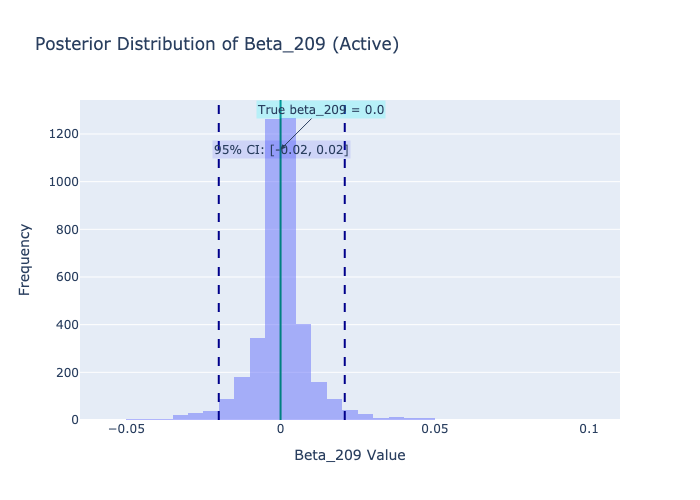 Posterior Distribution of Beta_209 (Active)
True beta_209 = 0.0
95% CI: [-0.02, 0.02]
1200
1000
800
600
400
200
0
Frequency
−0.05
0
0.05
0.1
Beta_209 Value